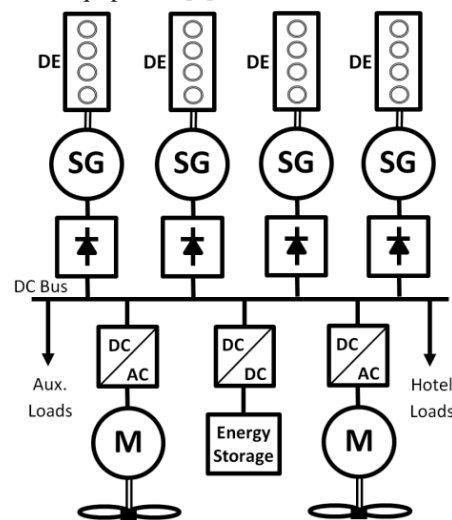 DE DE DE DE
SG SG SG SG
DC Bus
DC DC DC
AC DC AC
Aux.
Loads
Hotel
Loads
M Energy M
Storage